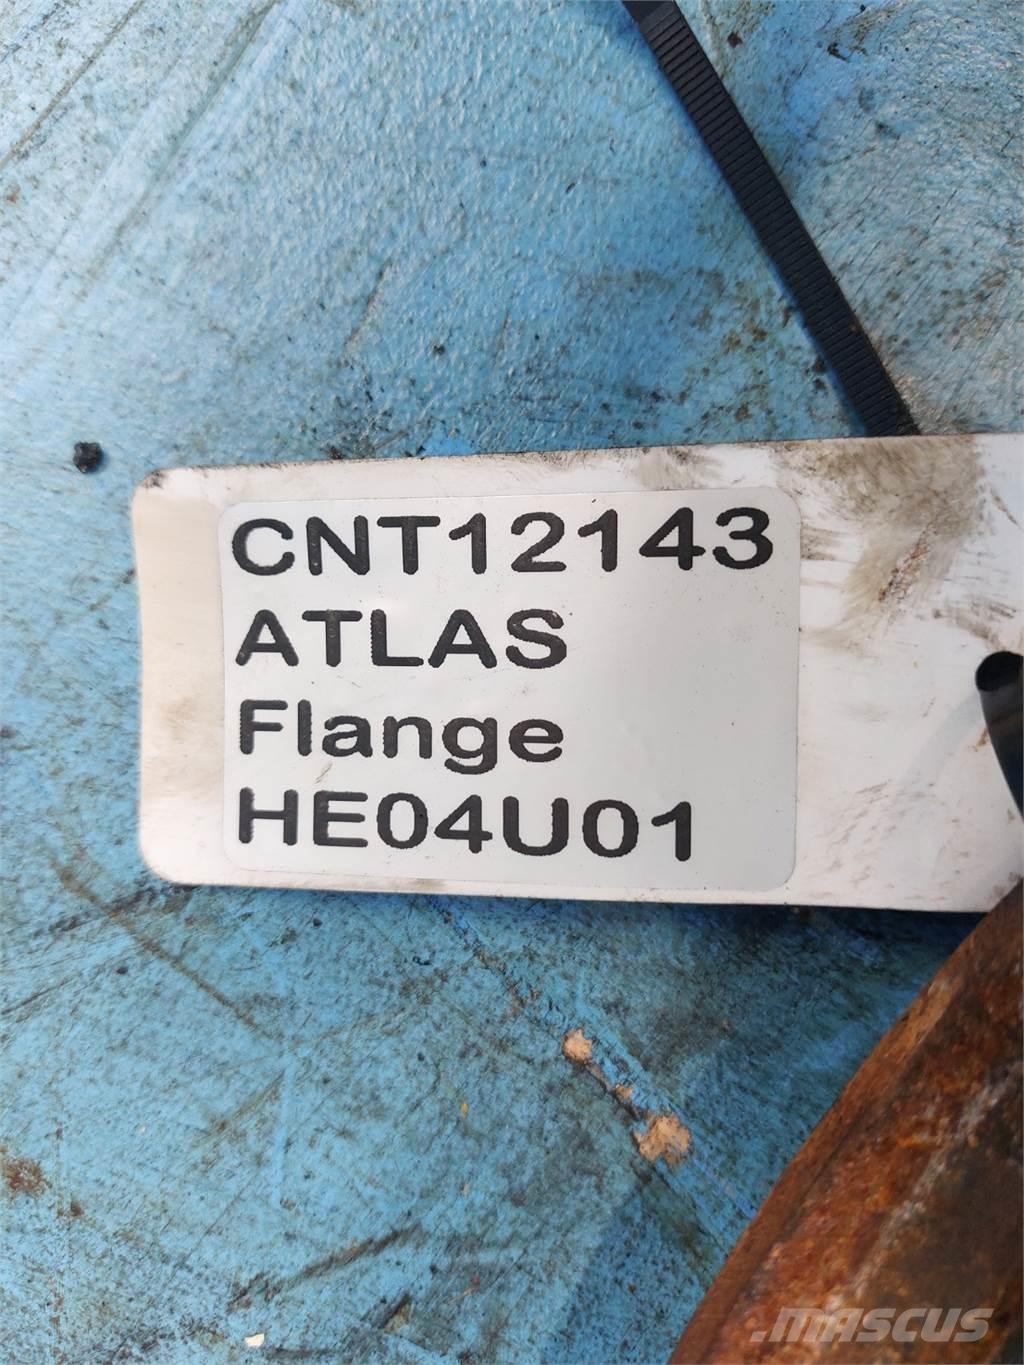 CNT12143
ATLAS
Flange
HE04U01
MASCUS